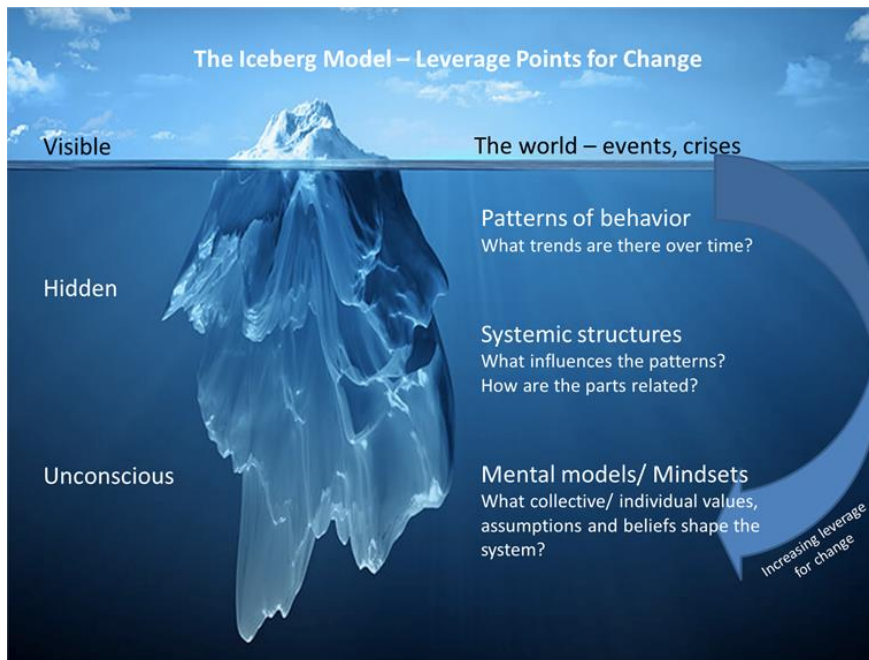 The Iceberg Model – Leverage Points for Change
Visible
The world – events, crises
Patterns of behavior
What trends are there over time?
Hidden
Systemic structures
What influences the patterns?
How are the parts related?
Unconscious
Mental models/ Mindsets
What collective/ individual values,
assumptions and beliefs shape the
system?
Increasing leverage
for change